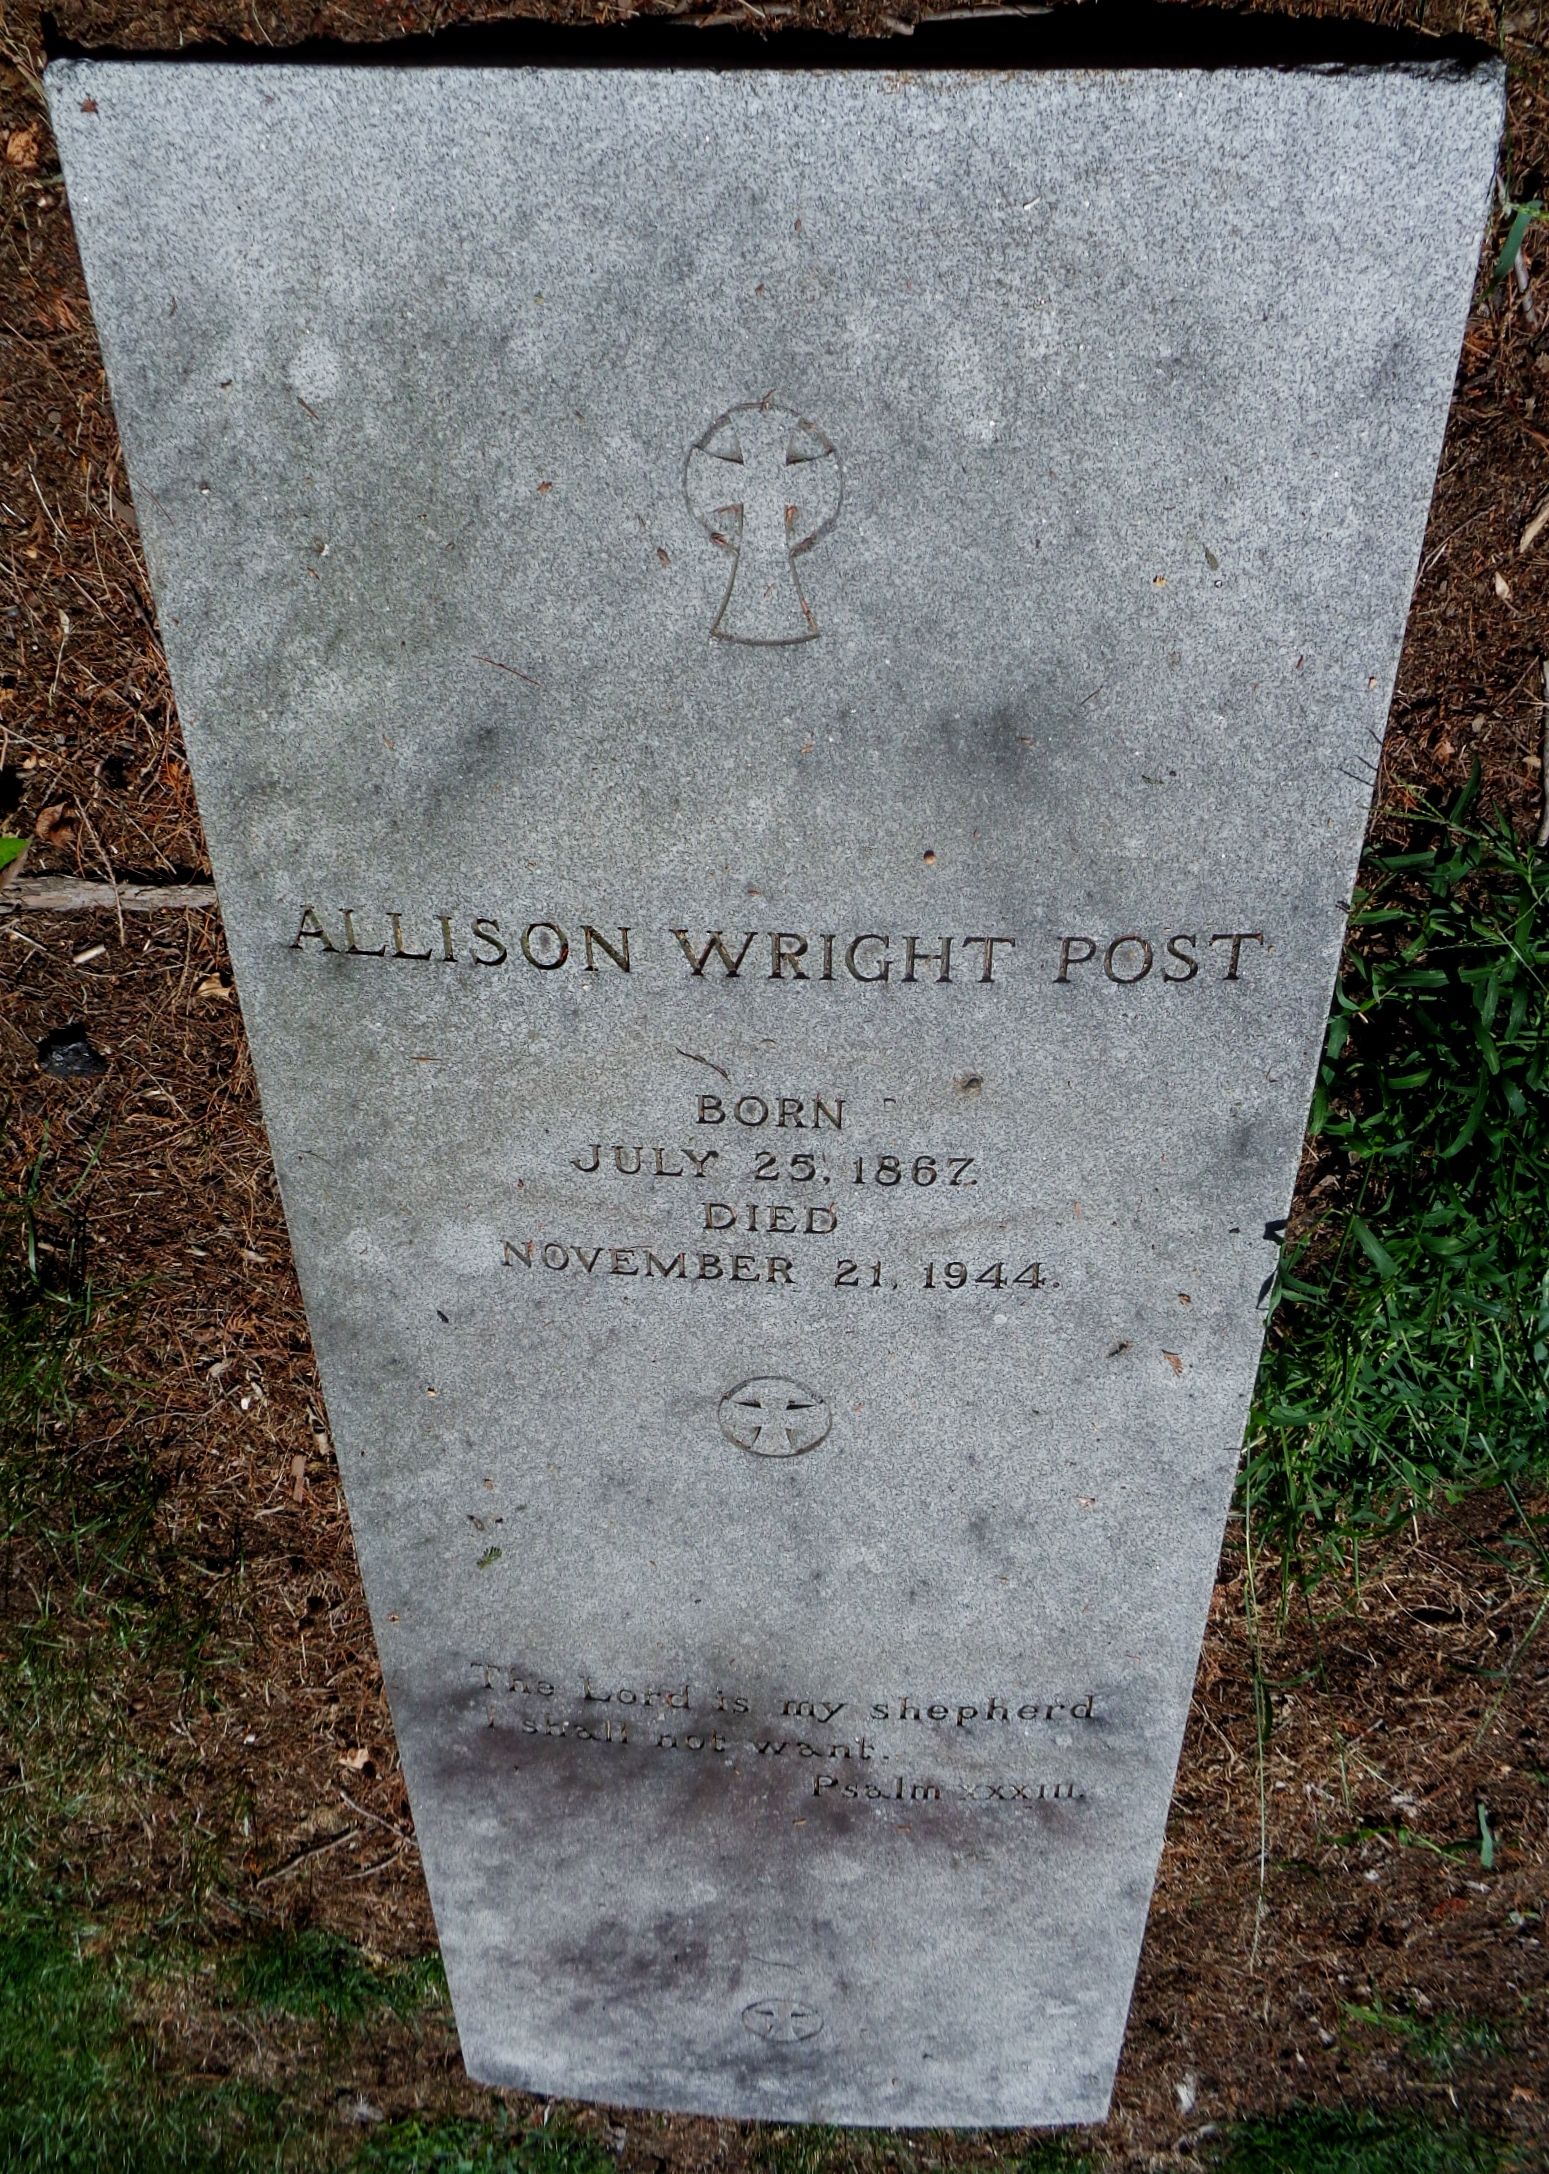 ALLISON WRIGHT POST
BORN
JULY 25, 1867.
DIED
NOVEMBER 21, 1944.
The Lord is my shepherd
I shall not want.
Psalm XXXIII.